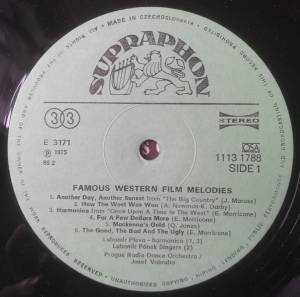 MADE IN CZECHOSLOVAKIA
SUPRAPHON
33
STEREO
E 3171
℗ 1975
RS 2
OSA
1113 1788
SIDE 1
FAMOUS WESTERN FILM MELODIES
1. Another Day, Another Sunset from "The Big Country" (J. Moross)
2. How The West Was Won (A. Newman-K. Darby)
3. Harmonica from "Once Upon A Time In The West" (E. Morricone)
4. For A Few Dollars More (E. Morricone)
5. Mackenna's Gold (Q. Jones)
6. The Good, The Bad And The Ugly (E. Morricone)
Lubomír Pleva - harmonica (1, 3)
Lubomír Pánek Singers (2)
Prague Radio Dance Orchestra
Josef Vobruba